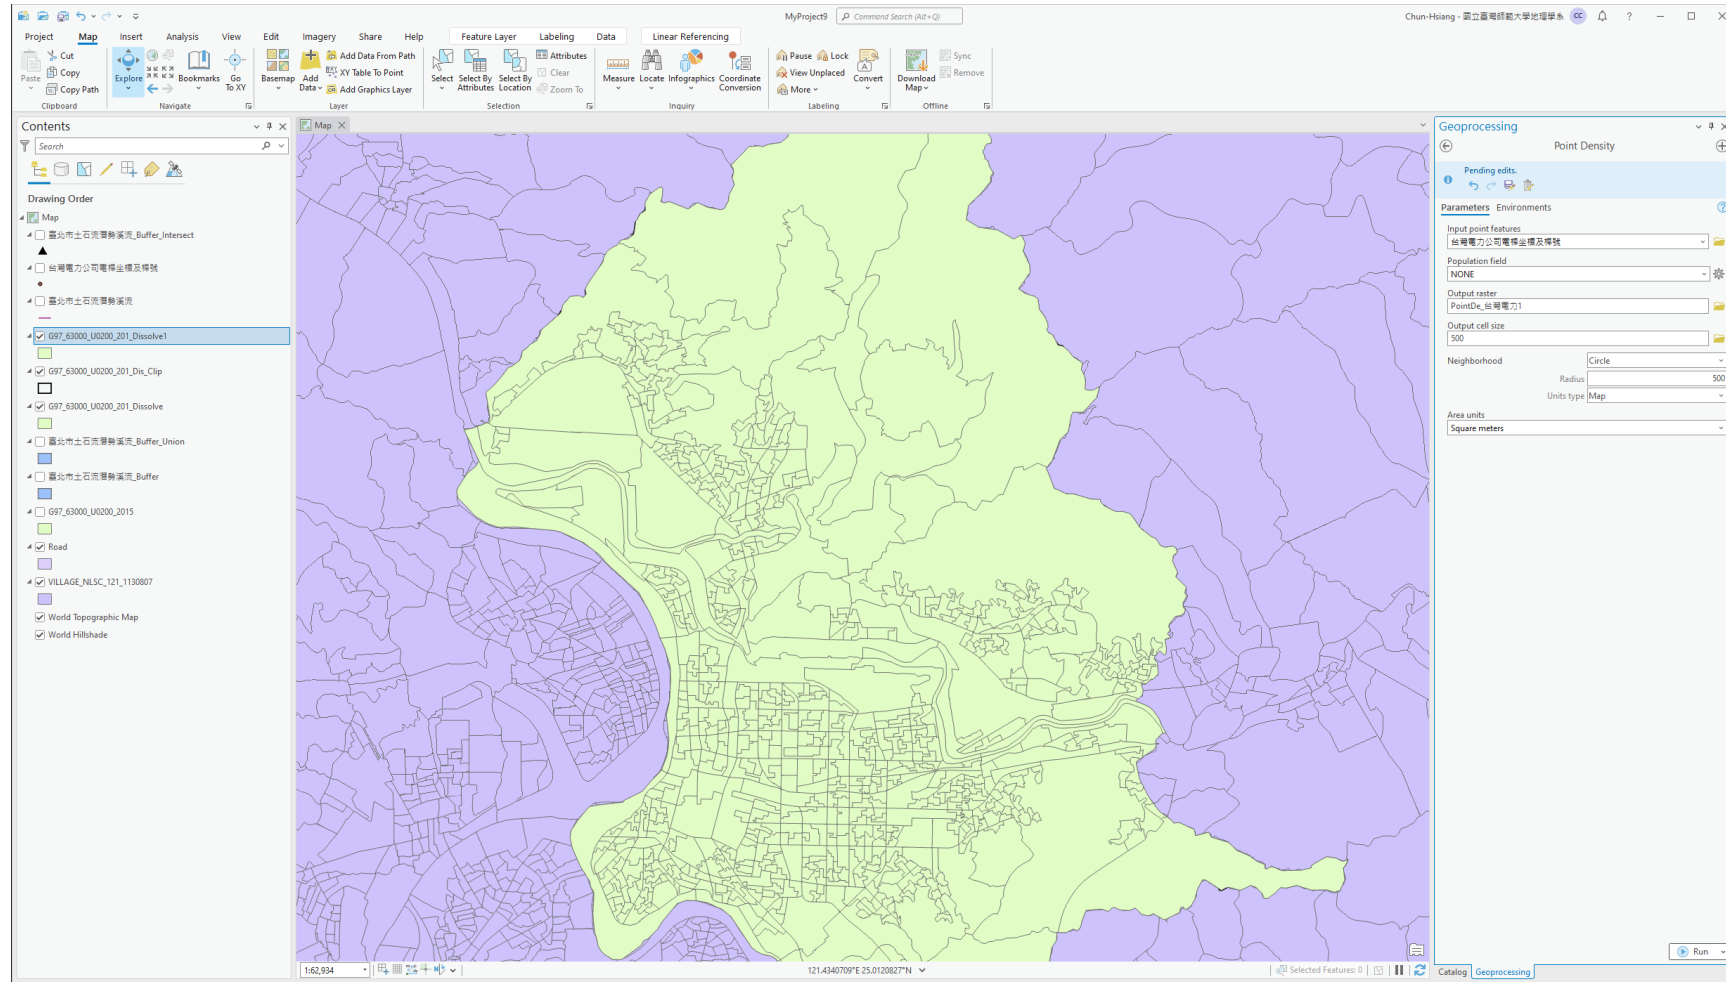 MyProject9
Command Search (Alt+Q)
Chun-Hsiang - 國立臺灣師範大學地理學系
CC
?
Project Map Insert Analysis View Edit Imagery Share Help Feature Layer Labeling Data Linear Referencing
Paste
Cut
Copy
Copy Path
Clipboard
Explore
Bookmarks
Go To XY
Navigate
Basemap
Add Data
Add Data From Path
XY Table To Point
Add Graphics Layer
Layer
Select
Select By Attributes
Select By Location
Attributes
Clear
Zoom To
Selection
Measure
Locate
Infographics
Coordinate Conversion
Inquiry
Pause
Lock
View Unplaced
More
Convert
Labeling
Download Map
Sync
Remove
Offline
Contents
Search
Drawing Order
Map
臺北市土石流潛勢溪流_Buffer_Intersect
台灣電力公司電桿坐標及桿號
臺北市土石流潛勢溪流
G97_63000_U0200_201_Dissolve1
G97_63000_U0200_201_Dis_Clip
G97_63000_U0200_201_Dissolve
臺北市土石流潛勢溪流_Buffer_Union
臺北市土石流潛勢溪流_Buffer
G97_63000_U0200_2015
Road
VILLAGE_NLSC_121_1130807
World Topographic Map
World Hillshade
Map
1:62,934
121.4340709°E 25.0120827°N
Selected Features: 0
Geoprocessing
Point Density
Pending edits.
Parameters Environments
Input point features
台灣電力公司電桿坐標及桿號
Population field
NONE
Output raster
PointDe_台灣電力1
Output cell size
500
Neighborhood Circle
Radius 500
Units type Map
Area units
Square meters
Run
Catalog Geoprocessing